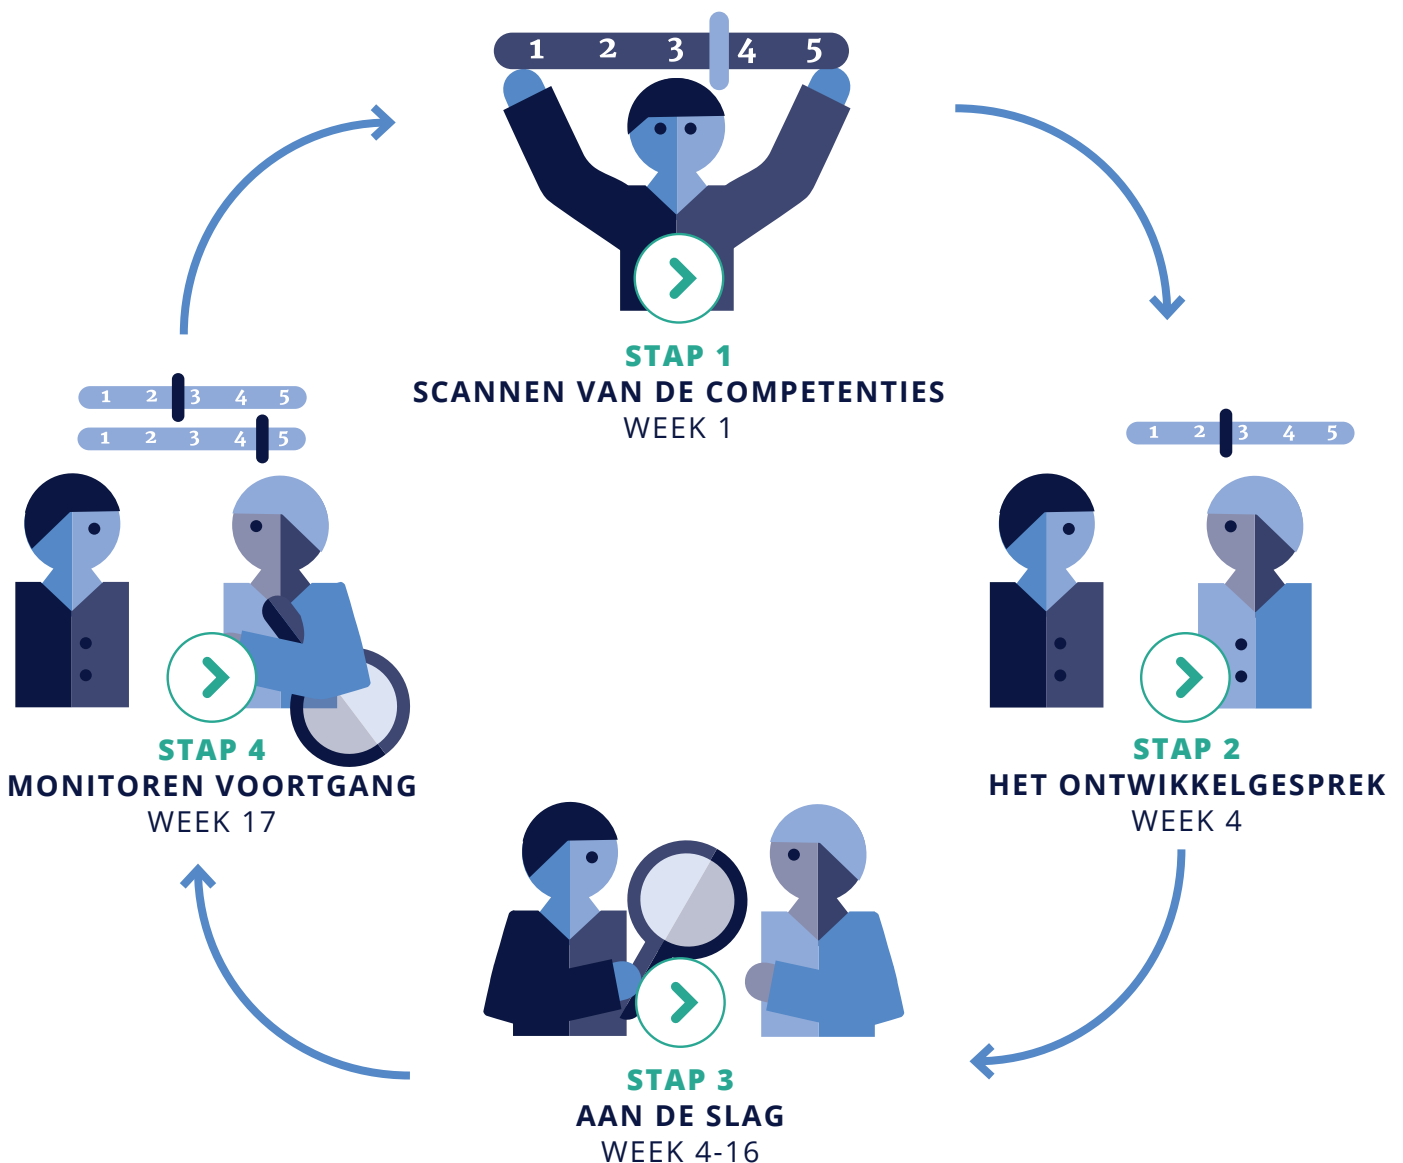 1 2 3 4 5
STAP 1
SCANNEN VAN DE COMPETENTIES
WEEK 1
1 2 3 4 5
STAP 2
HET ONTWIKKELGESPREK
WEEK 4
STAP 3
AAN DE SLAG
WEEK 4-16
1 2 3 4 5
1 2 3 4 5
STAP 4
MONITOREN VOORTGANG
WEEK 17